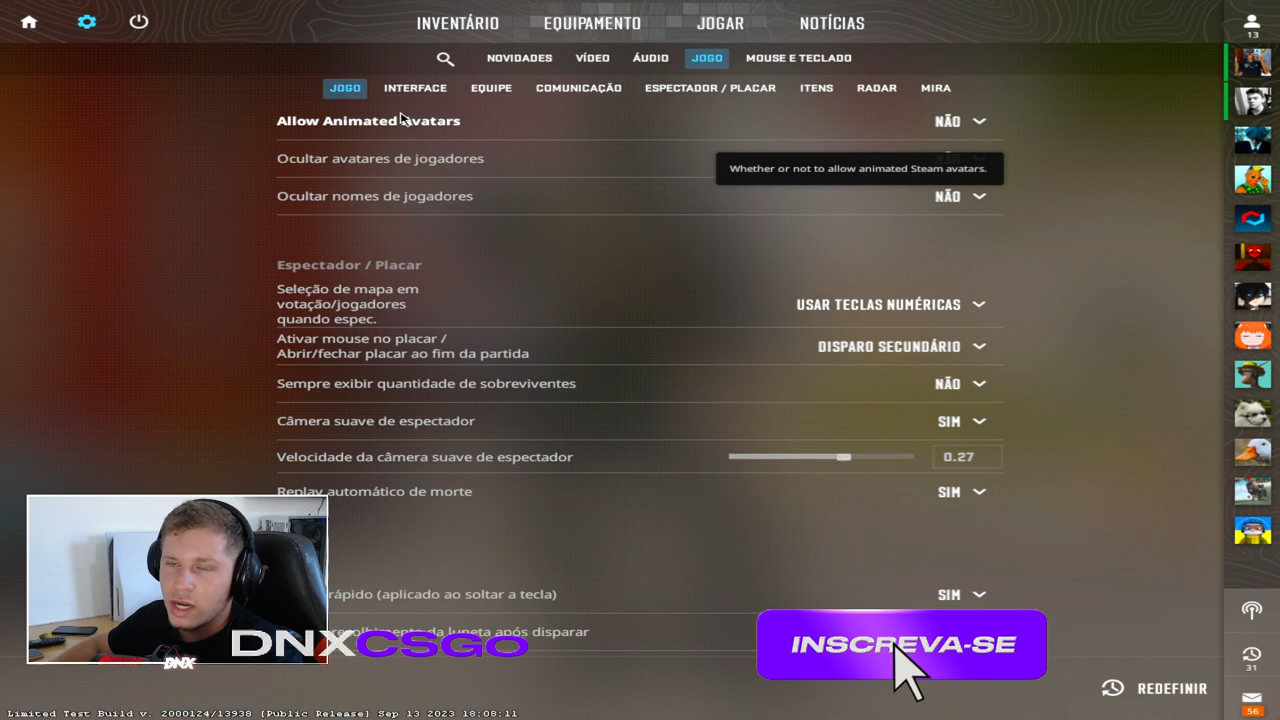 INVENTÁRIO EQUIPAMENTO JOGAR NOTÍCIAS
13
NOVIDADES VÍDEO ÁUDIO JOGO MOUSE E TECLADO
JOGO INTERFACE EQUIPE COMUNICAÇÃO ESPECTADOR / PLACAR ITENS RADAR MIRA
Allow Animated Avatars NÃO
Ocultar avatares de jogadores NÃO
Whether or not to allow animated Steam avatars.
Ocultar nomes de jogadores NÃO
Espectador / Placar
Seleção de mapa em
votação/jogadores
quando espec.
USAR TECLAS NUMÉRICAS
Ativar mouse no placar /
Abrir/fechar placar ao fim da partida
DISPARO SECUNDÁRIO
Sempre exibir quantidade de sobreviventes NÃO
Câmera suave de espectador SIM
Velocidade da câmera suave de espectador 0.27
Replay automático de morte SIM
rápido (aplicado ao soltar a tecla) SIM
da luneta após disparar
DNXCSGO
DNX
INSCREVA-SE
31
REDEFINIR
56
Limited Test Build v. 2000124/13938 [Public Release] Sep 13 2023 18:08:11